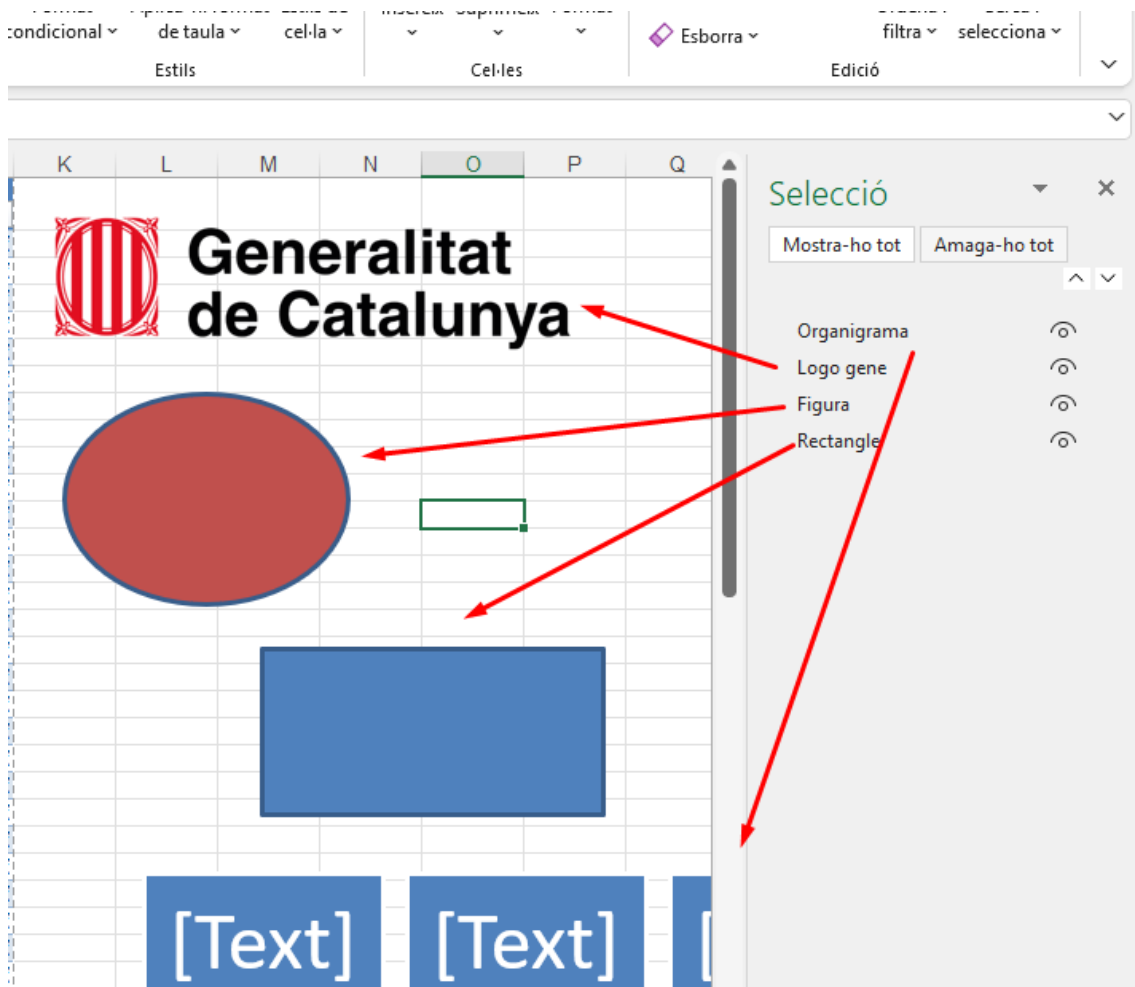 condicional
de taula
cel·la
Esborra
filtra
selecciona
Estils
Cel·les
Edició
K L M N O P Q
Selecció
Mostra-ho tot
Amaga-ho tot
Generalitat
de Catalunya
Organigrama
Logo gene
Figura
Rectangle
[Text] [Text] [